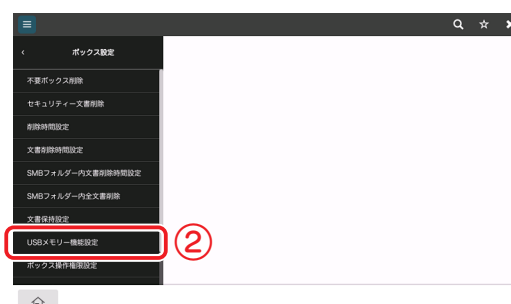 ボックス設定
不要ボックス削除
セキュリティー文書削除
削除時間設定
文書削除時間設定
SMBフォルダー内文書削除時間設定
SMBフォルダー内全文書削除
文書保持設定
USBメモリー機能設定
②
ボックス操作権限設定